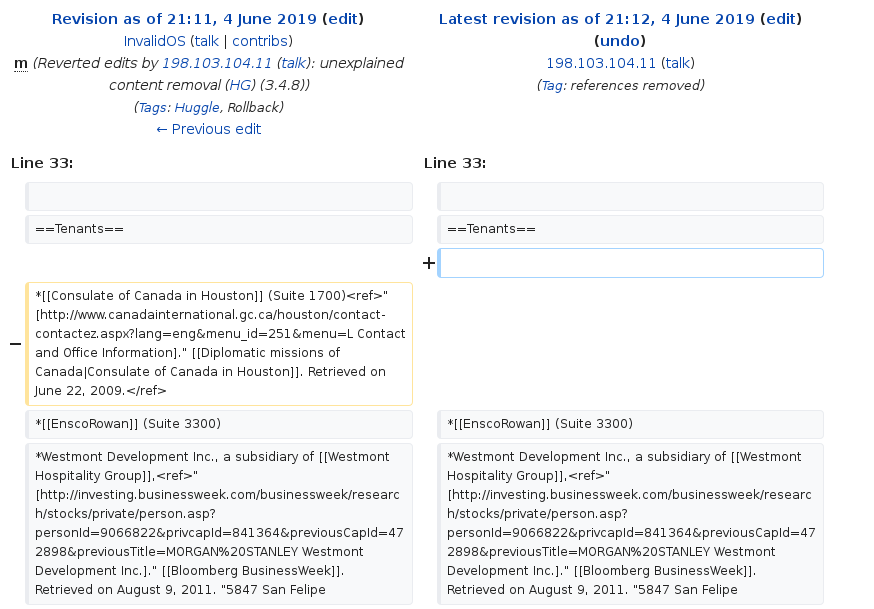 Revision as of 21:11, 4 June 2019 (edit)
InvalidOS (talk | contribs)
m (Reverted edits by 198.103.104.11 (talk): unexplained
content removal (HG) (3.4.8))
(Tags: Huggle, Rollback)
← Previous edit
Latest revision as of 21:12, 4 June 2019 (edit)
(undo)
198.103.104.11 (talk)
(Tag: references removed)
Line 33:
Line 33:
==Tenants==
==Tenants==
+
−
*[[Consulate of Canada in Houston]] (Suite 1700)<ref>"
[http://www.canadainternational.gc.ca/houston/contact-
contactez.aspx?lang=eng&menu_id=251&menu=L Contact
and Office Information]." [[Diplomatic missions of
Canada|Consulate of Canada in Houston]]. Retrieved on
June 22, 2009.</ref>
*[[EnscoRowan]] (Suite 3300)
*[[EnscoRowan]] (Suite 3300)
*Westmont Development Inc., a subsidiary of [[Westmont
Hospitality Group]],<ref>"
[http://investing.businessweek.com/businessweek/researc
h/stocks/private/person.asp?
personId=9066822&privcapId=841364&previousCapId=47
2898&previousTitle=MORGAN%20STANLEY Westmont
Development Inc.]." [[Bloomberg BusinessWeek]].
Retrieved on August 9, 2011. "5847 San Felipe
*Westmont Development Inc., a subsidiary of [[Westmont
Hospitality Group]],<ref>"
[http://investing.businessweek.com/businessweek/researc
h/stocks/private/person.asp?
personId=9066822&privcapId=841364&previousCapId=47
2898&previousTitle=MORGAN%20STANLEY Westmont
Development Inc.]." [[Bloomberg BusinessWeek]].
Retrieved on August 9, 2011. "5847 San Felipe